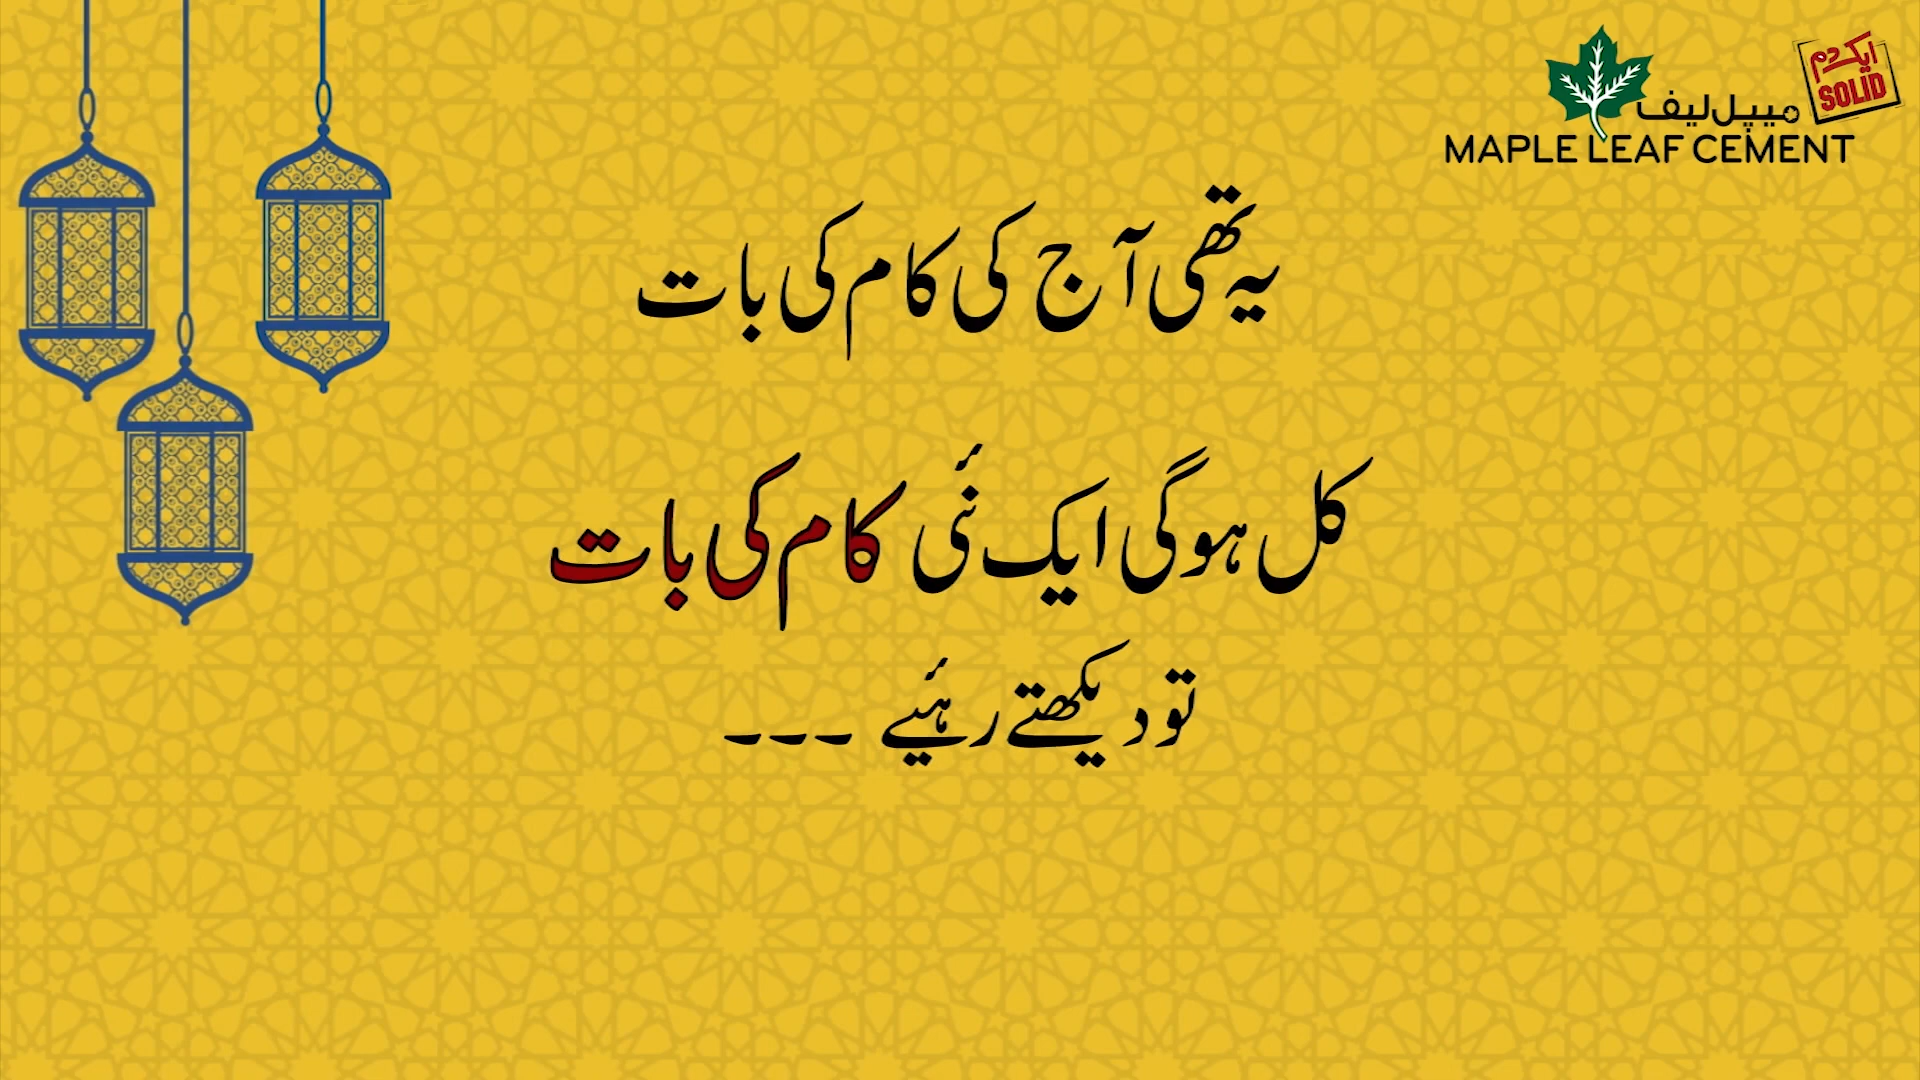 ایکدم
SOLID
میپل لیف
MAPLE LEAF CEMENT
یہ تھی آج کی کام کی بات
کل ہوگی ایک نئی کام کی بات
تو دیکھتے رہئیے ۔۔۔